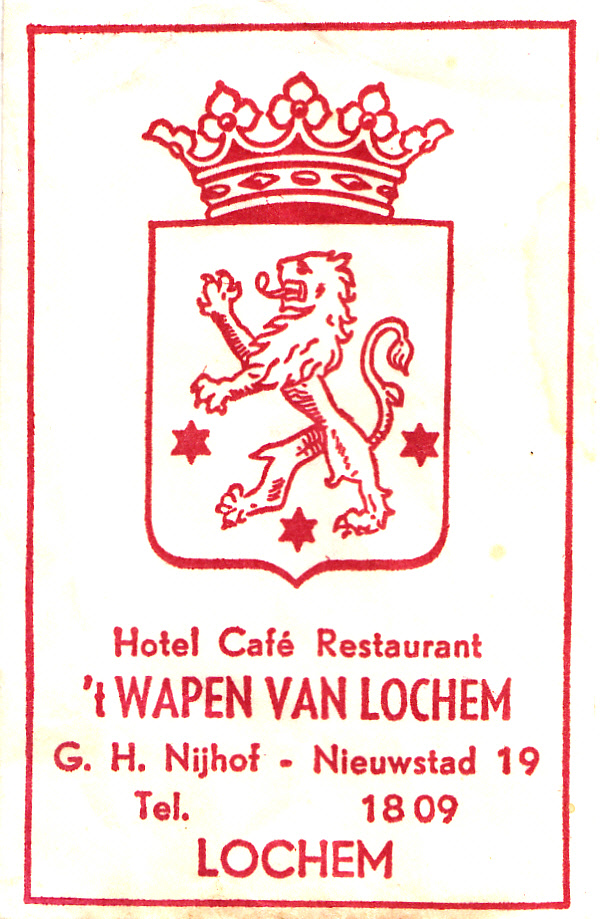 Hotel Café Restaurant
't WAPEN VAN LOCHEM
G. H. Nijhof - Nieuwstad 19
Tel. 1809
LOCHEM